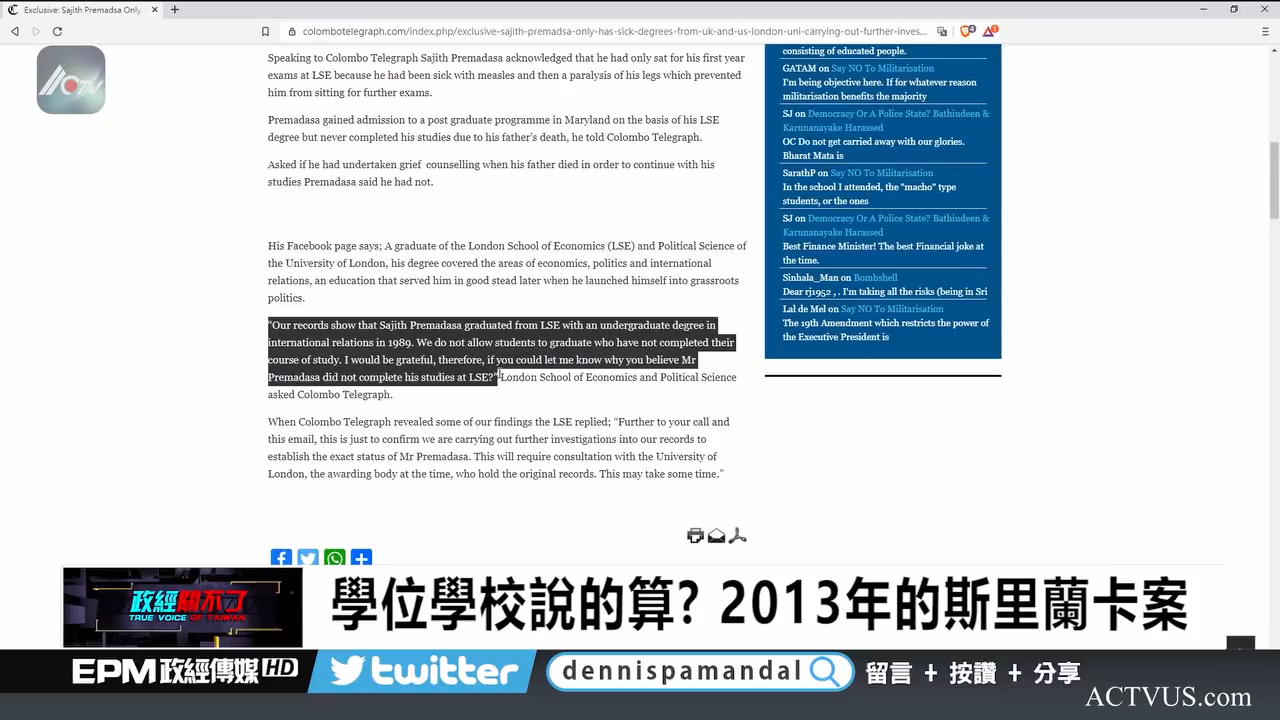 Exclusive: Sajith Premadsa Only
colombotelegraph.com/index.php/exclusive-sajith-premadsa-only-has-sick-degrees-from-uk-and-us-london-uni-carrying-out-further-inves...
Speaking to Colombo Telegraph Sajith Premadasa acknowledged that he had only sat for his first year
exams at LSE because he had been sick with measles and then a paralysis of his legs which prevented
him from sitting for further exams.
Premadasa gained admission to a post graduate programme in Maryland on the basis of his LSE
degree but never completed his studies due to his father's death, he told Colombo Telegraph.
Asked if he had undertaken grief counselling when his father died in order to continue with his
studies Premadasa said he had not.
His Facebook page says; A graduate of the London School of Economics (LSE) and Political Science of
the University of London, his degree covered the areas of economics, politics and international
relations, an education that served him in good stead later when he launched himself into grassroots
politics.
"Our records show that Sajith Premadasa graduated from LSE with an undergraduate degree in
international relations in 1989. We do not allow students to graduate who have not completed their
course of study. I would be grateful, therefore, if you could let me know why you believe Mr
Premadasa did not complete his studies at LSE?" London School of Economics and Political Science
asked Colombo Telegraph.
When Colombo Telegraph revealed some of our findings the LSE replied; "Further to your call and
this email, this is just to confirm we are carrying out further investigations into our records to
establish the exact status of Mr Premadasa. This will require consultation with the University of
London, the awarding body at the time, who hold the original records. This may take some time."
consisting of educated people.
GATAM on Say NO To Militarisation
I'm being objective here. If for whatever reason
militarisation benefits the majority
SJ on Democracy Or A Police State? Bathiudeen &
Karunanayake Harassed
OC Do not get carried away with our glories.
Bharat Mata is
SarathP on Say NO To Militarisation
In the school I attended, the "macho" type
students, or the ones
SJ on Democracy Or A Police State? Bathiudeen &
Karunanayake Harassed
Best Finance Minister! The best Financial joke at
the time.
Sinhala_Man on Bombshell
Dear rj1952 , . I'm taking all the risks (being in Sri
Lal de Mel on Say NO To Militarisation
The 19th Amendment which restricts the power of
the Executive President is
政經關不了
TRUE VOICE OF TAIWAN
學位學校說的算? 2013年的斯里蘭卡案
EPM政經傳媒HD
twitter
dennispamandal
留言 + 按讚 + 分享
ACTVUS.com